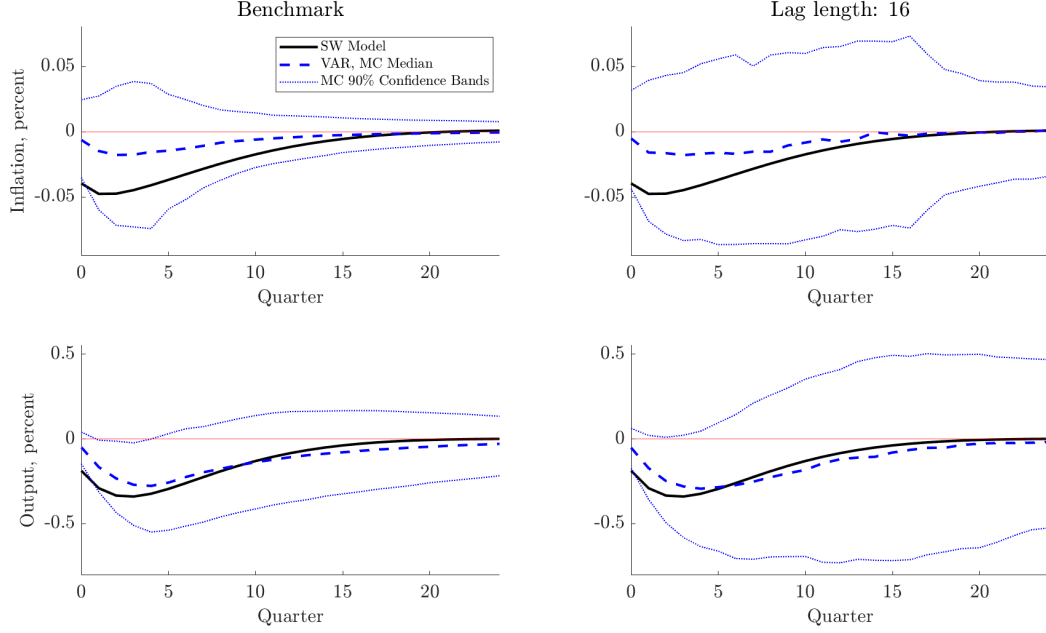 Benchmark
Lag length: 16
SW Model
VAR, MC Median
MC 90% Confidence Bands
Inflation, percent
0.05
0
-0.05
0 5 10 15 20
Quarter
0.05
0
-0.05
0 5 10 15 20
Quarter
Output, percent
0.5
0
-0.5
0 5 10 15 20
Quarter
0.5
0
-0.5
0 5 10 15 20
Quarter